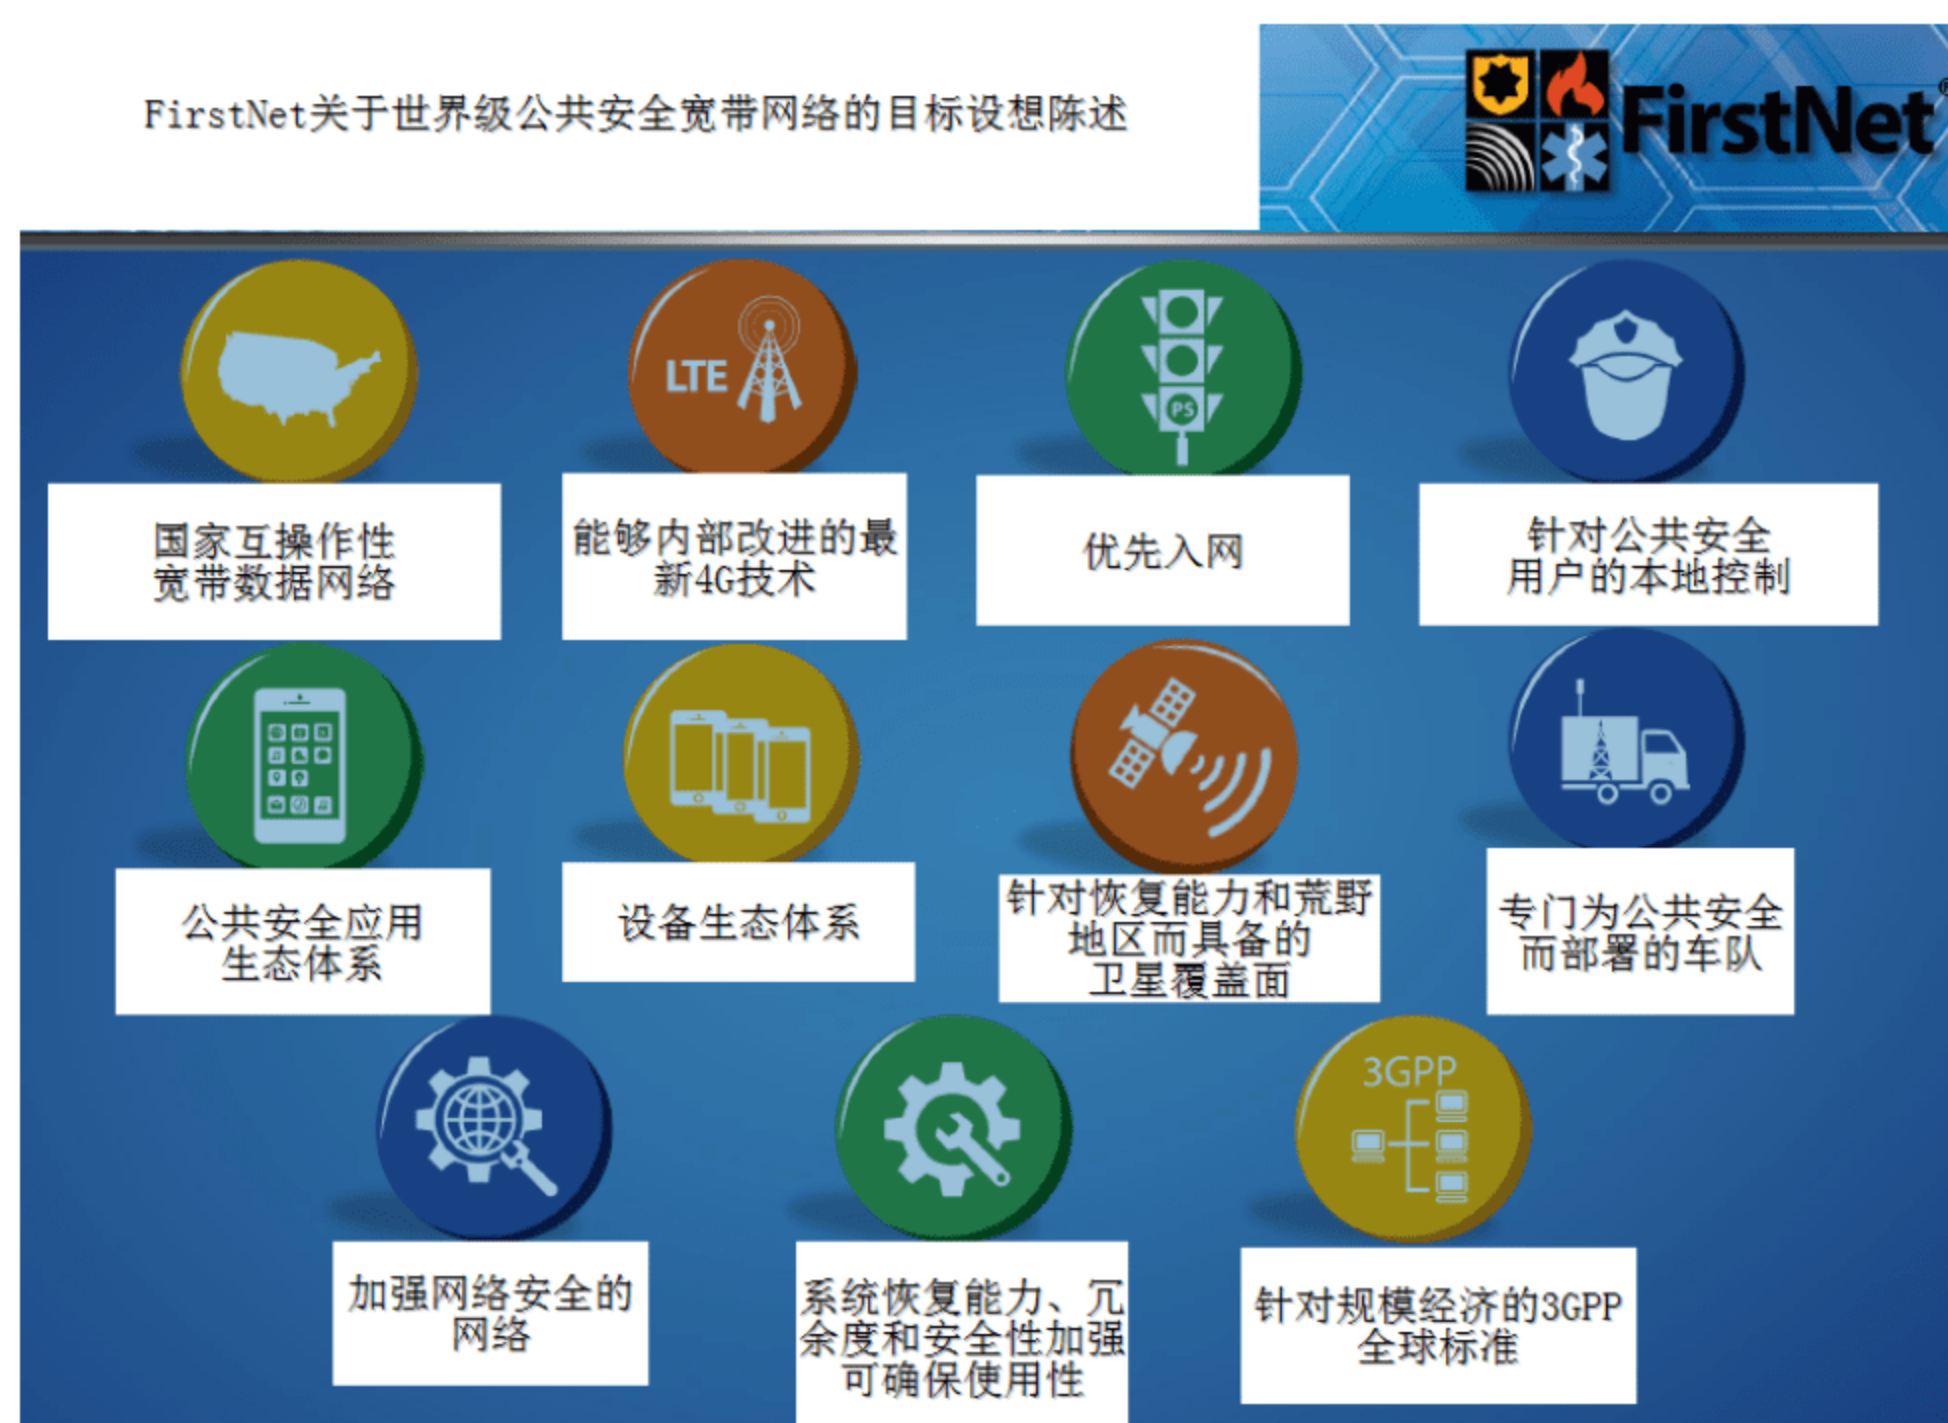 FirstNet关于世界级公共安全宽带网络的目标设想陈述
FirstNet®
LTE
PS
国家互操作性
宽带数据网络
能够内部改进的最
新4G技术
优先入网
针对公共安全
用户的本地控制
公共安全应用
生态体系
设备生态体系
针对恢复能力和荒野
地区而具备的
卫星覆盖面
专门为公共安全
而部署的车队
3GPP
加强网络安全的
网络
系统恢复能力、冗
余度和安全性加强
可确保使用性
针对规模经济的3GPP
全球标准